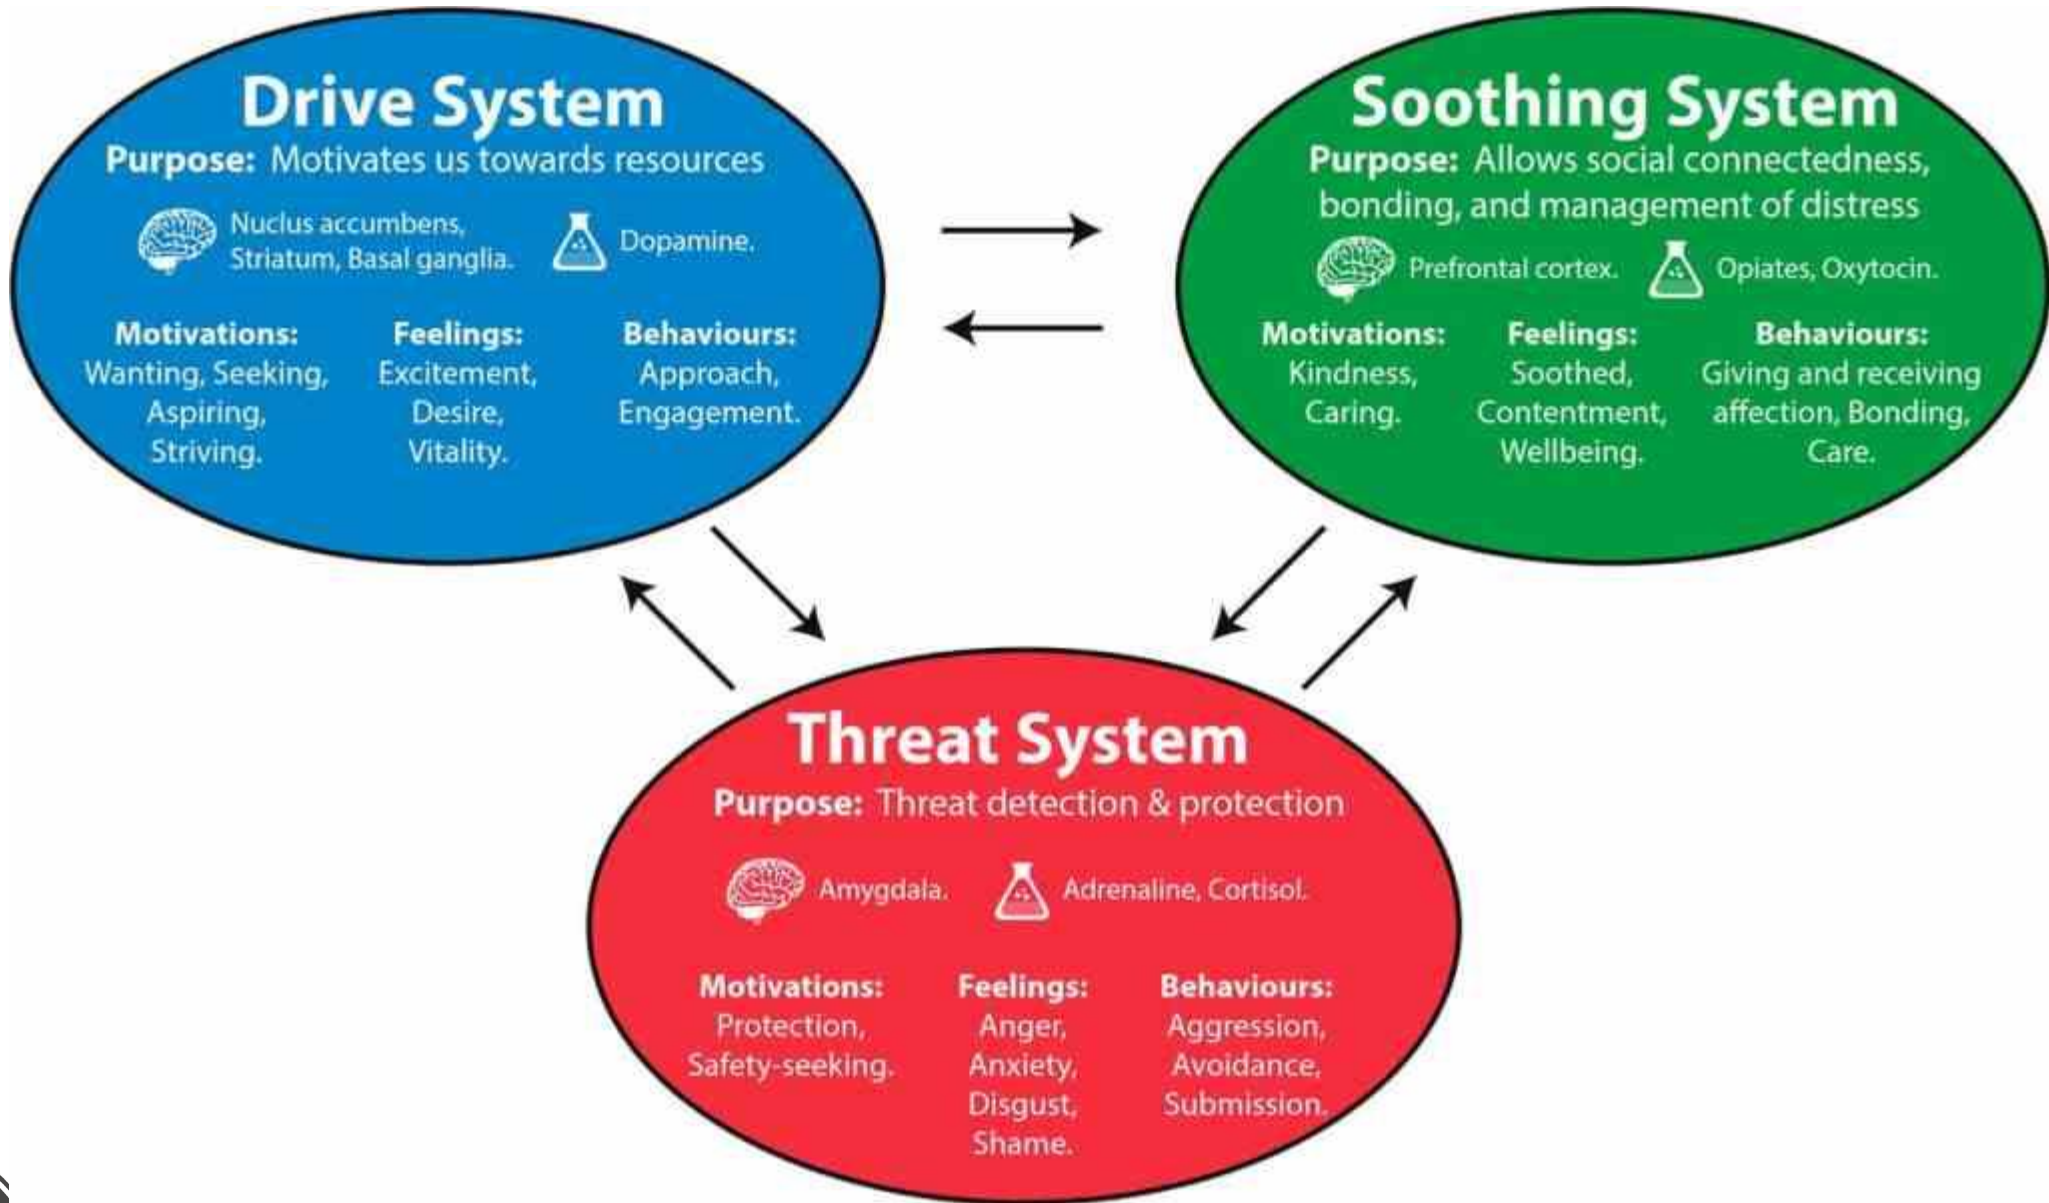 Drive System
Purpose: Motivates us towards resources
Nuclus accumbens,
Striatum, Basal ganglia.
Dopamine.
Motivations:
Wanting, Seeking,
Aspiring,
Striving.
Feelings:
Excitement,
Desire,
Vitality.
Behaviours:
Approach,
Engagement.
Soothing System
Purpose: Allows social connectedness,
bonding, and management of distress
Prefrontal cortex.
Opiates, Oxytocin.
Motivations:
Kindness,
Caring.
Feelings:
Soothed,
Contentment,
Wellbeing.
Behaviours:
Giving and receiving
affection, Bonding,
Care.
Threat System
Purpose: Threat detection & protection
Amygdala.
Adrenaline, Cortisol.
Motivations:
Protection,
Safety-seeking.
Feelings:
Anger,
Anxiety,
Disgust,
Shame.
Behaviours:
Aggression,
Avoidance,
Submission.